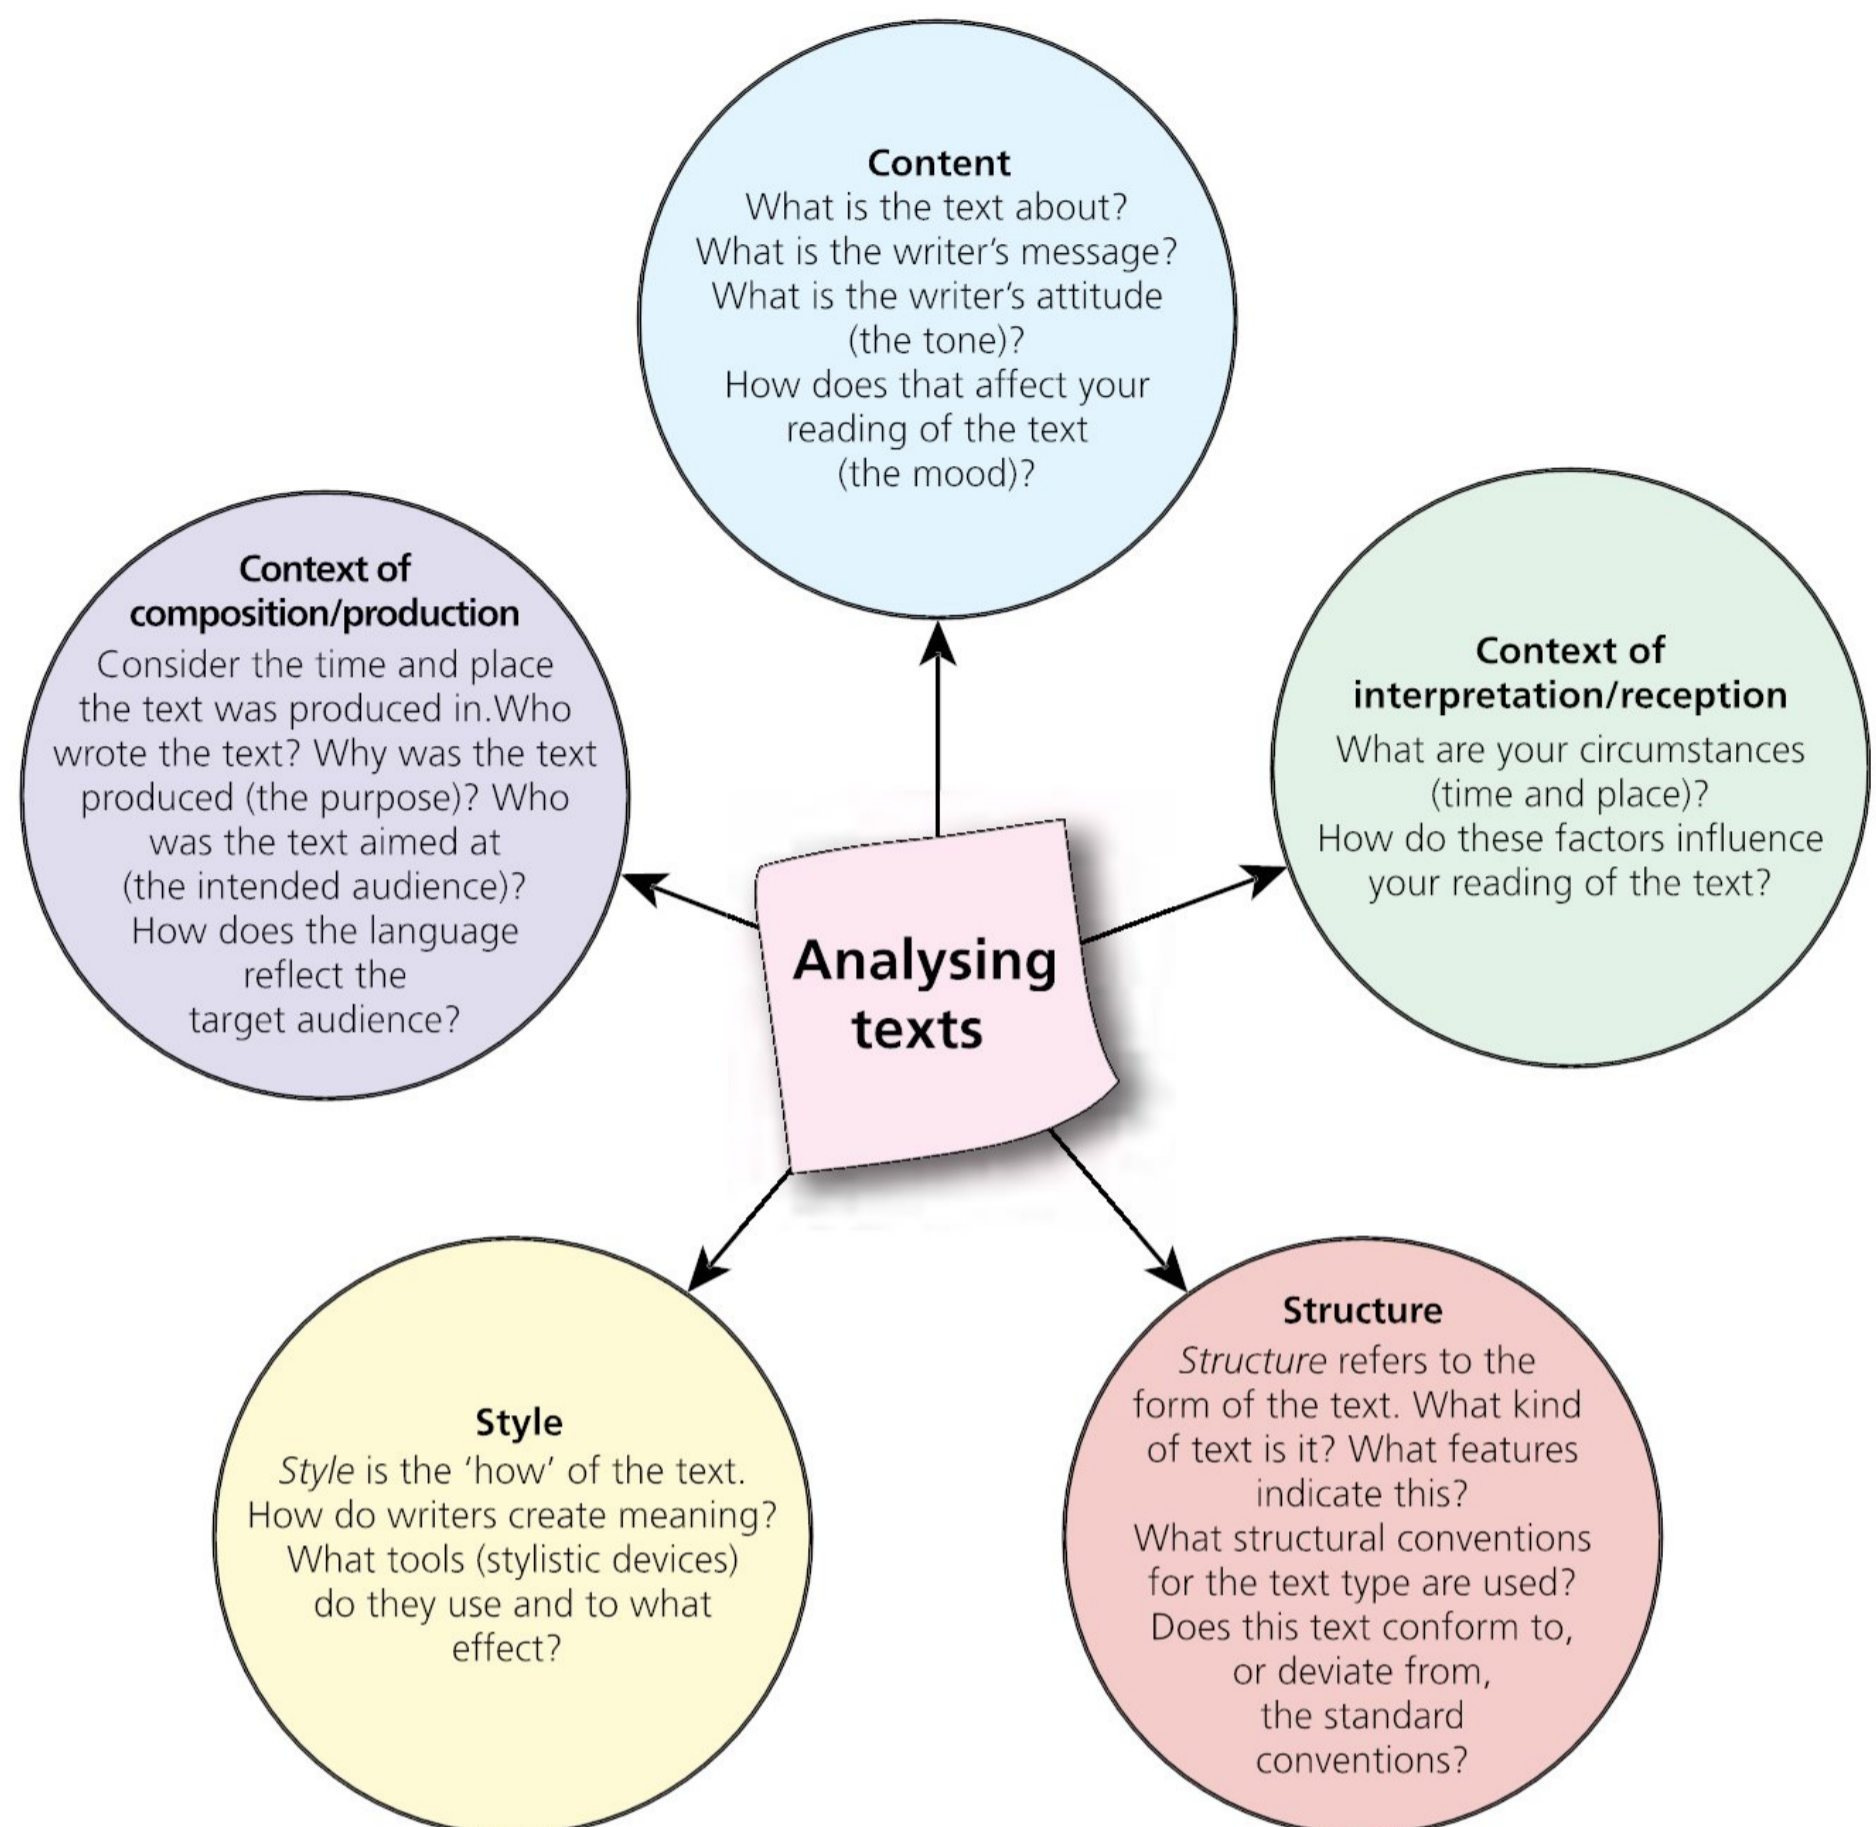 Content
What is the text about?
What is the writer’s message?
What is the writer’s attitude
(the tone)?
How does that affect your
reading of the text
(the mood)?
Context of
composition/production
Consider the time and place
the text was produced in.Who
wrote the text? Why was the text
produced (the purpose)? Who
was the text aimed at
(the intended audience)?
How does the language
reflect the
target audience?
Context of
interpretation/reception
What are your circumstances
(time and place)?
How do these factors influence
your reading of the text?
Analysing
texts
Style
Style is the ‘how’ of the text.
How do writers create meaning?
What tools (stylistic devices)
do they use and to what
effect?
Structure
Structure refers to the
form of the text. What kind
of text is it? What features
indicate this?
What structural conventions
for the text type are used?
Does this text conform to,
or deviate from,
the standard
conventions?